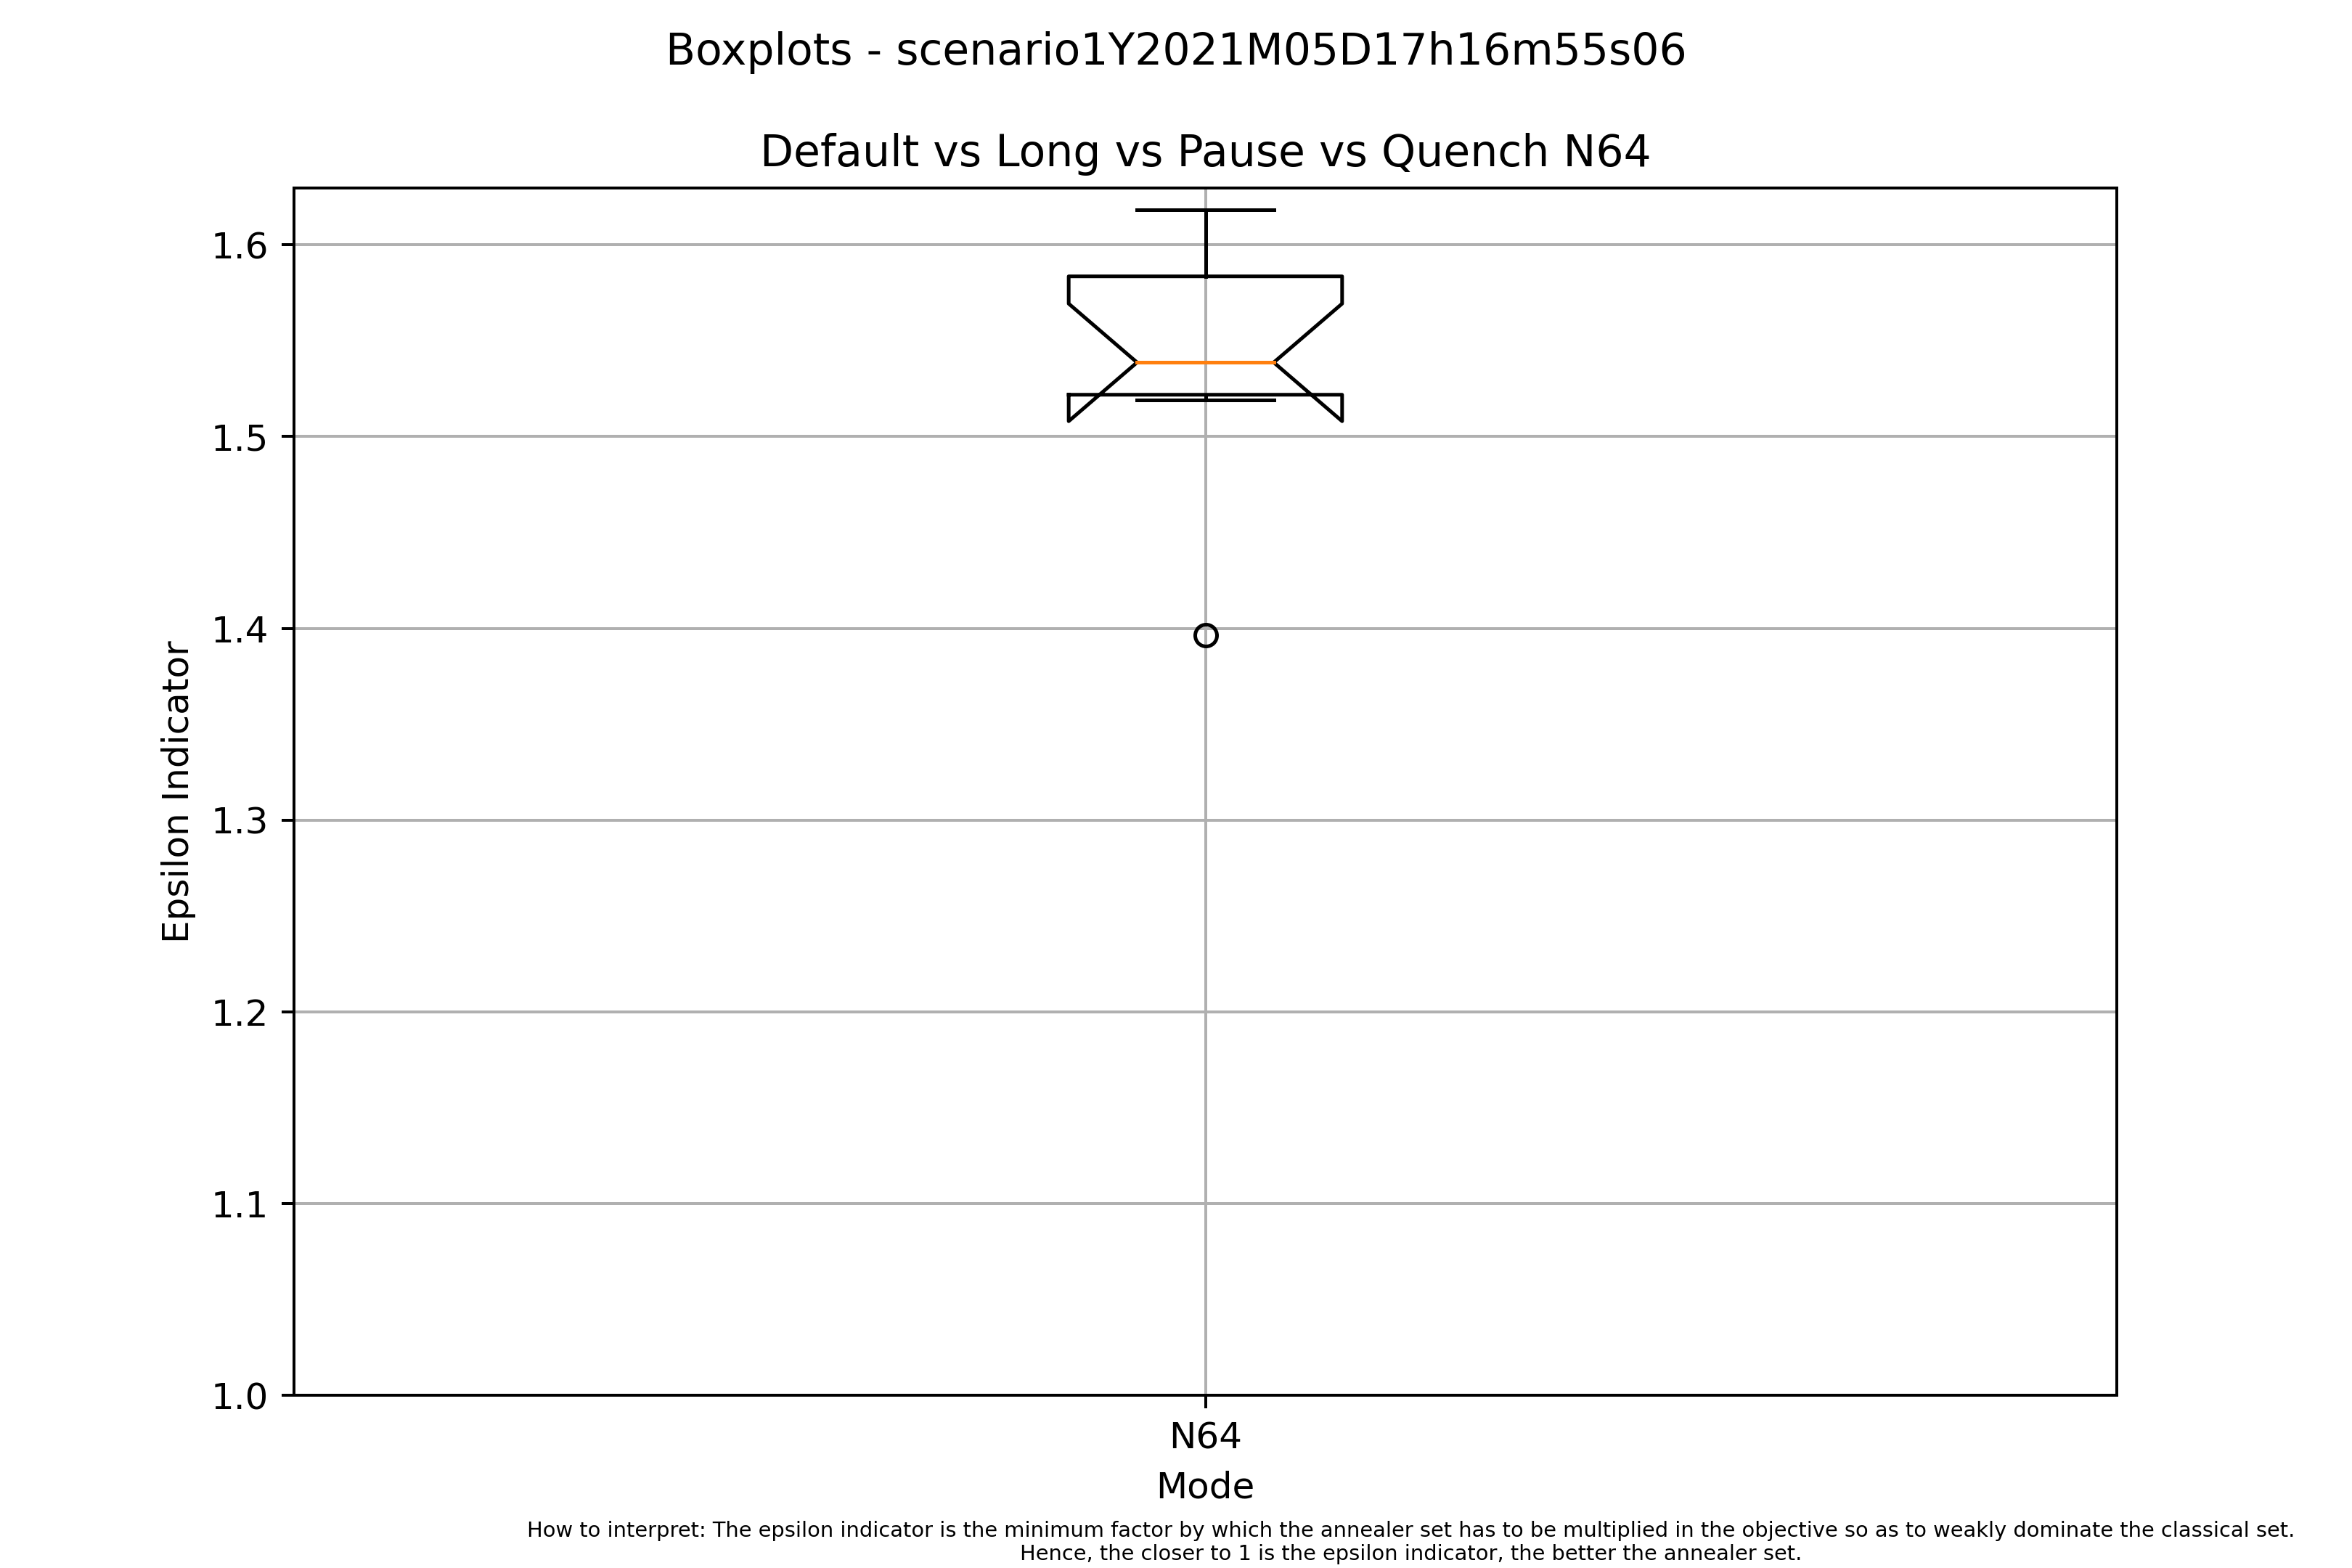 Boxplots - scenario1Y2021M05D17h16m55s06
Default vs Long vs Pause vs Quench N64
1.6
1.5
1.4
1.3
1.2
1.1
1.0
Epsilon Indicator
N64
Mode
How to interpret: The epsilon indicator is the minimum factor by which the annealer set has to be multiplied in the objective so as to weakly dominate the classical set.
Hence, the closer to 1 is the epsilon indicator, the better the annealer set.